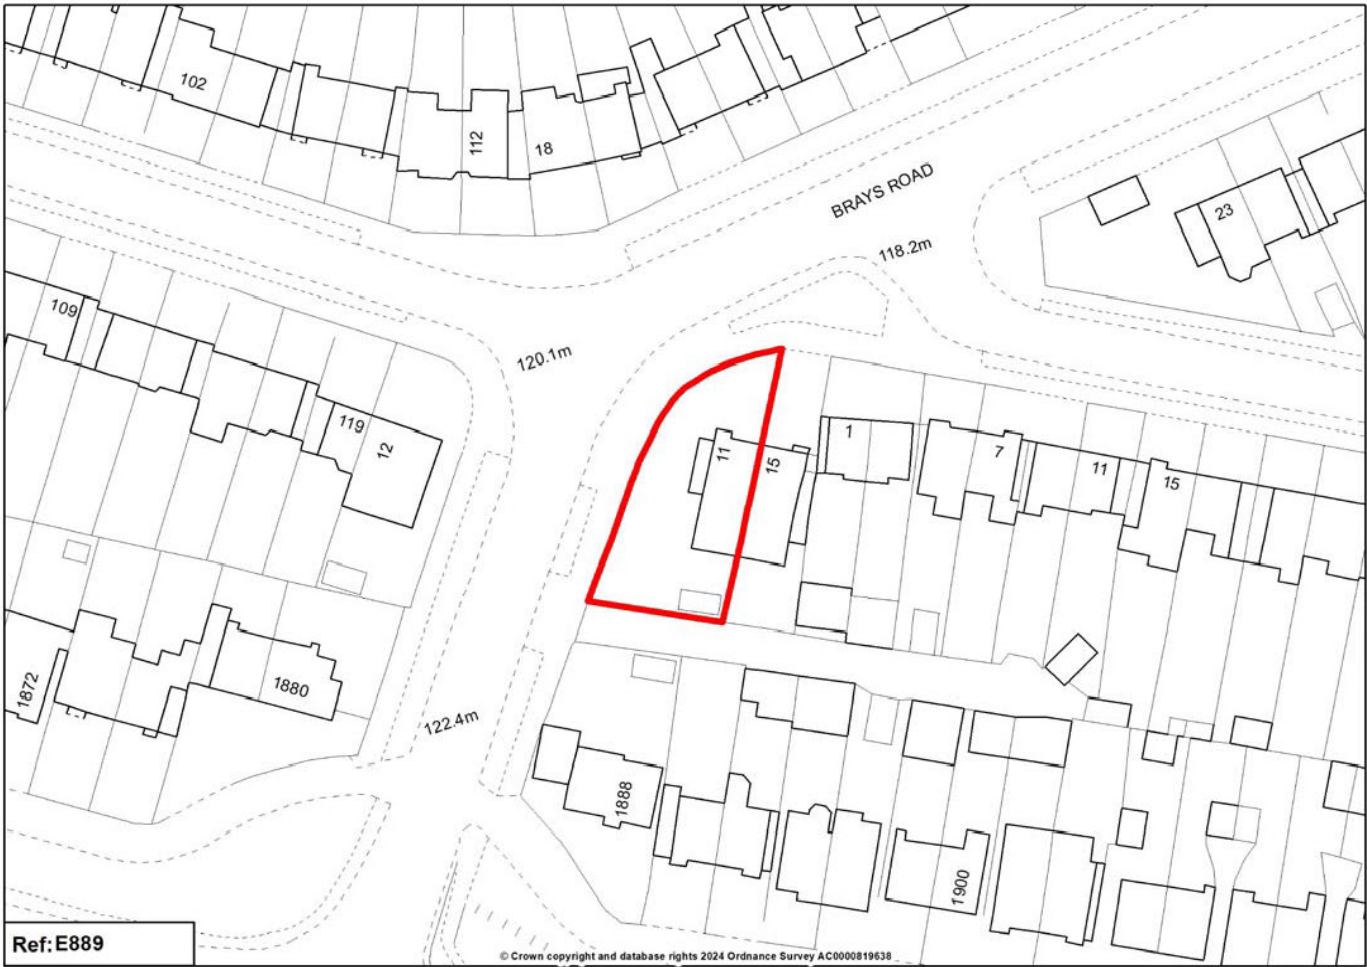 102
112
18
BRAYS ROAD
23
118.2m
109
120.1m
119
12
11
15
1
7
11
15
1872
1880
122.4m
1888
1900
Ref:E889
© Crown copyright and database rights 2024 Ordnance Survey AC0000819638